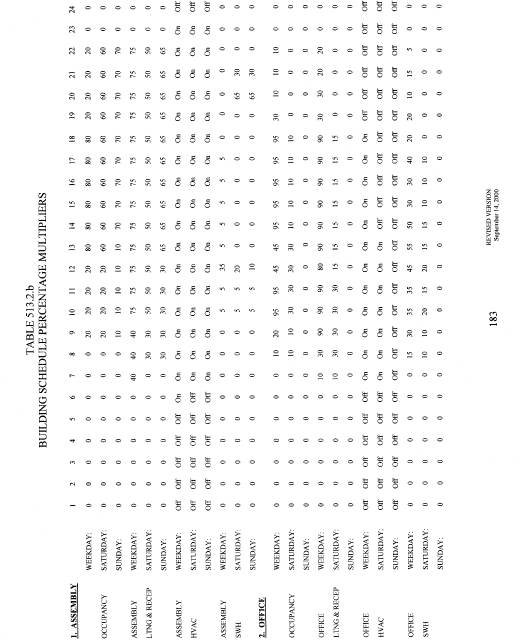 TABLE 513.2.b
BUILDING SCHEDULE PERCENTAGE MULTIPLIERS
1 2 3 4 5 6 7 8 9 10 11 12 13 14 15 16 17 18 19 20 21 22 23 24
1. ASSEMBLY
WEEKDAY: 0 0 0 0 0 0 0 0 20 20 20 20 80 80 80 80 80 80 20 20 20 20 0 0
OCCUPANCY SATURDAY: 0 0 0 0 0 0 0 0 20 20 20 20 60 60 60 60 60 60 60 60 60 60 0 0
SUNDAY: 0 0 0 0 0 0 0 0 10 10 10 10 10 70 70 70 70 70 70 70 70 70 0 0
ASSEMBLY WEEKDAY: 0 0 0 0 0 0 40 40 40 75 75 75 75 75 75 75 75 75 75 75 75 75 0 0
LTNG & RECEP SATURDAY: 0 0 0 0 0 0 0 30 30 50 50 50 50 50 50 50 50 50 50 50 50 50 0 0
SUNDAY: 0 0 0 0 0 0 0 30 30 30 30 30 65 65 65 65 65 65 65 65 65 65 0 0
ASSEMBLY WEEKDAY: Off Off Off Off Off On On On On On On On On On On On On On On On On On On Off
HVAC SATURDAY: Off Off Off Off Off Off On On On On On On On On On On On On On On On On On Off
SUNDAY: Off Off Off Off Off Off On On On On On On On On On On On On On On On On On Off
ASSEMBLY WEEKDAY: 0 0 0 0 0 0 0 0 0 5 5 35 5 5 5 5 5 0 0 0 0 0 0 0
SWH SATURDAY: 0 0 0 0 0 0 0 0 0 5 5 20 0 0 0 0 0 0 0 65 30 0 0 0
SUNDAY: 0 0 0 0 0 0 0 0 0 5 5 10 0 0 0 0 0 0 0 65 30 0 0 0
2. OFFICE
WEEKDAY: 0 0 0 0 0 0 0 10 20 95 95 45 45 95 95 95 95 95 30 10 10 10 0 0
OCCUPANCY SATURDAY: 0 0 0 0 0 0 0 10 10 30 30 30 30 10 10 10 10 10 0 0 0 0 0 0
SUNDAY: 0 0 0 0 0 0 0 0 0 0 0 0 0 0 0 0 0 0 0 0 0 0 0 0
OFFICE WEEKDAY: 0 0 0 0 0 0 10 30 90 90 90 80 90 90 90 90 90 90 30 30 20 20 0 0
LTNG & RECEP SATURDAY: 0 0 0 0 0 0 10 30 30 30 30 15 15 15 15 15 15 15 0 0 0 0 0 0
SUNDAY: 0 0 0 0 0 0 0 0 0 0 0 0 0 0 0 0 0 0 0 0 0 0 0 0
OFFICE WEEKDAY: Off Off Off Off Off Off On On On On On On On On On On On On Off Off Off Off Off Off
HVAC SATURDAY: Off Off Off Off Off Off On On On On On On On Off Off Off Off Off Off Off Off Off Off Off
SUNDAY: Off Off Off Off Off Off Off Off Off Off Off Off Off Off Off Off Off Off Off Off Off Off Off Off
OFFICE WEEKDAY: 0 0 0 0 0 0 0 15 30 35 35 45 55 50 30 30 40 20 20 10 15 5 0 0
SWH SATURDAY: 0 0 0 0 0 0 0 10 10 20 15 20 15 15 10 10 10 0 0 0 0 0 0 0
SUNDAY: 0 0 0 0 0 0 0 0 0 0 0 0 0 0 0 0 0 0 0 0 0 0 0 0
183
REVISED VERSION
September 14, 2000